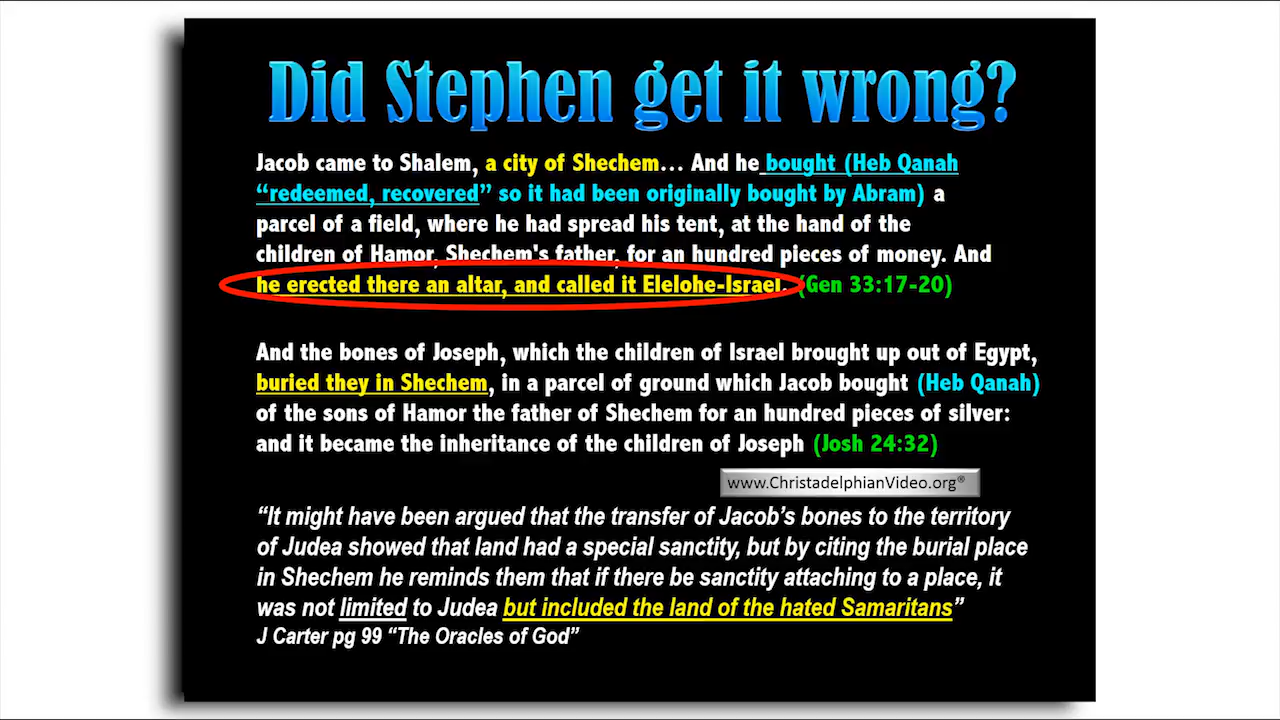 Did Stephen get it wrong?
Jacob came to Shalem, a city of Shechem... And he bought (Heb Qanah
“redeemed, recovered” so it had been originally bought by Abram) a
parcel of a field, where he had spread his tent, at the hand of the
children of Hamor, Shechem's father, for an hundred pieces of money. And
he erected there an altar, and called it Elelohe-Israel. (Gen 33:17-20)
And the bones of Joseph, which the children of Israel brought up out of Egypt,
buried they in Shechem, in a parcel of ground which Jacob bought (Heb Qanah)
of the sons of Hamor the father of Shechem for an hundred pieces of silver:
and it became the inheritance of the children of Joseph (Josh 24:32)
www.ChristadelphianVideo.org®
“It might have been argued that the transfer of Jacob’s bones to the territory
of Judea showed that land had a special sanctity, but by citing the burial place
in Shechem he reminds them that if there be sanctity attaching to a place, it
was not limited to Judea but included the land of the hated Samaritans”
J Carter pg 99 “The Oracles of God”